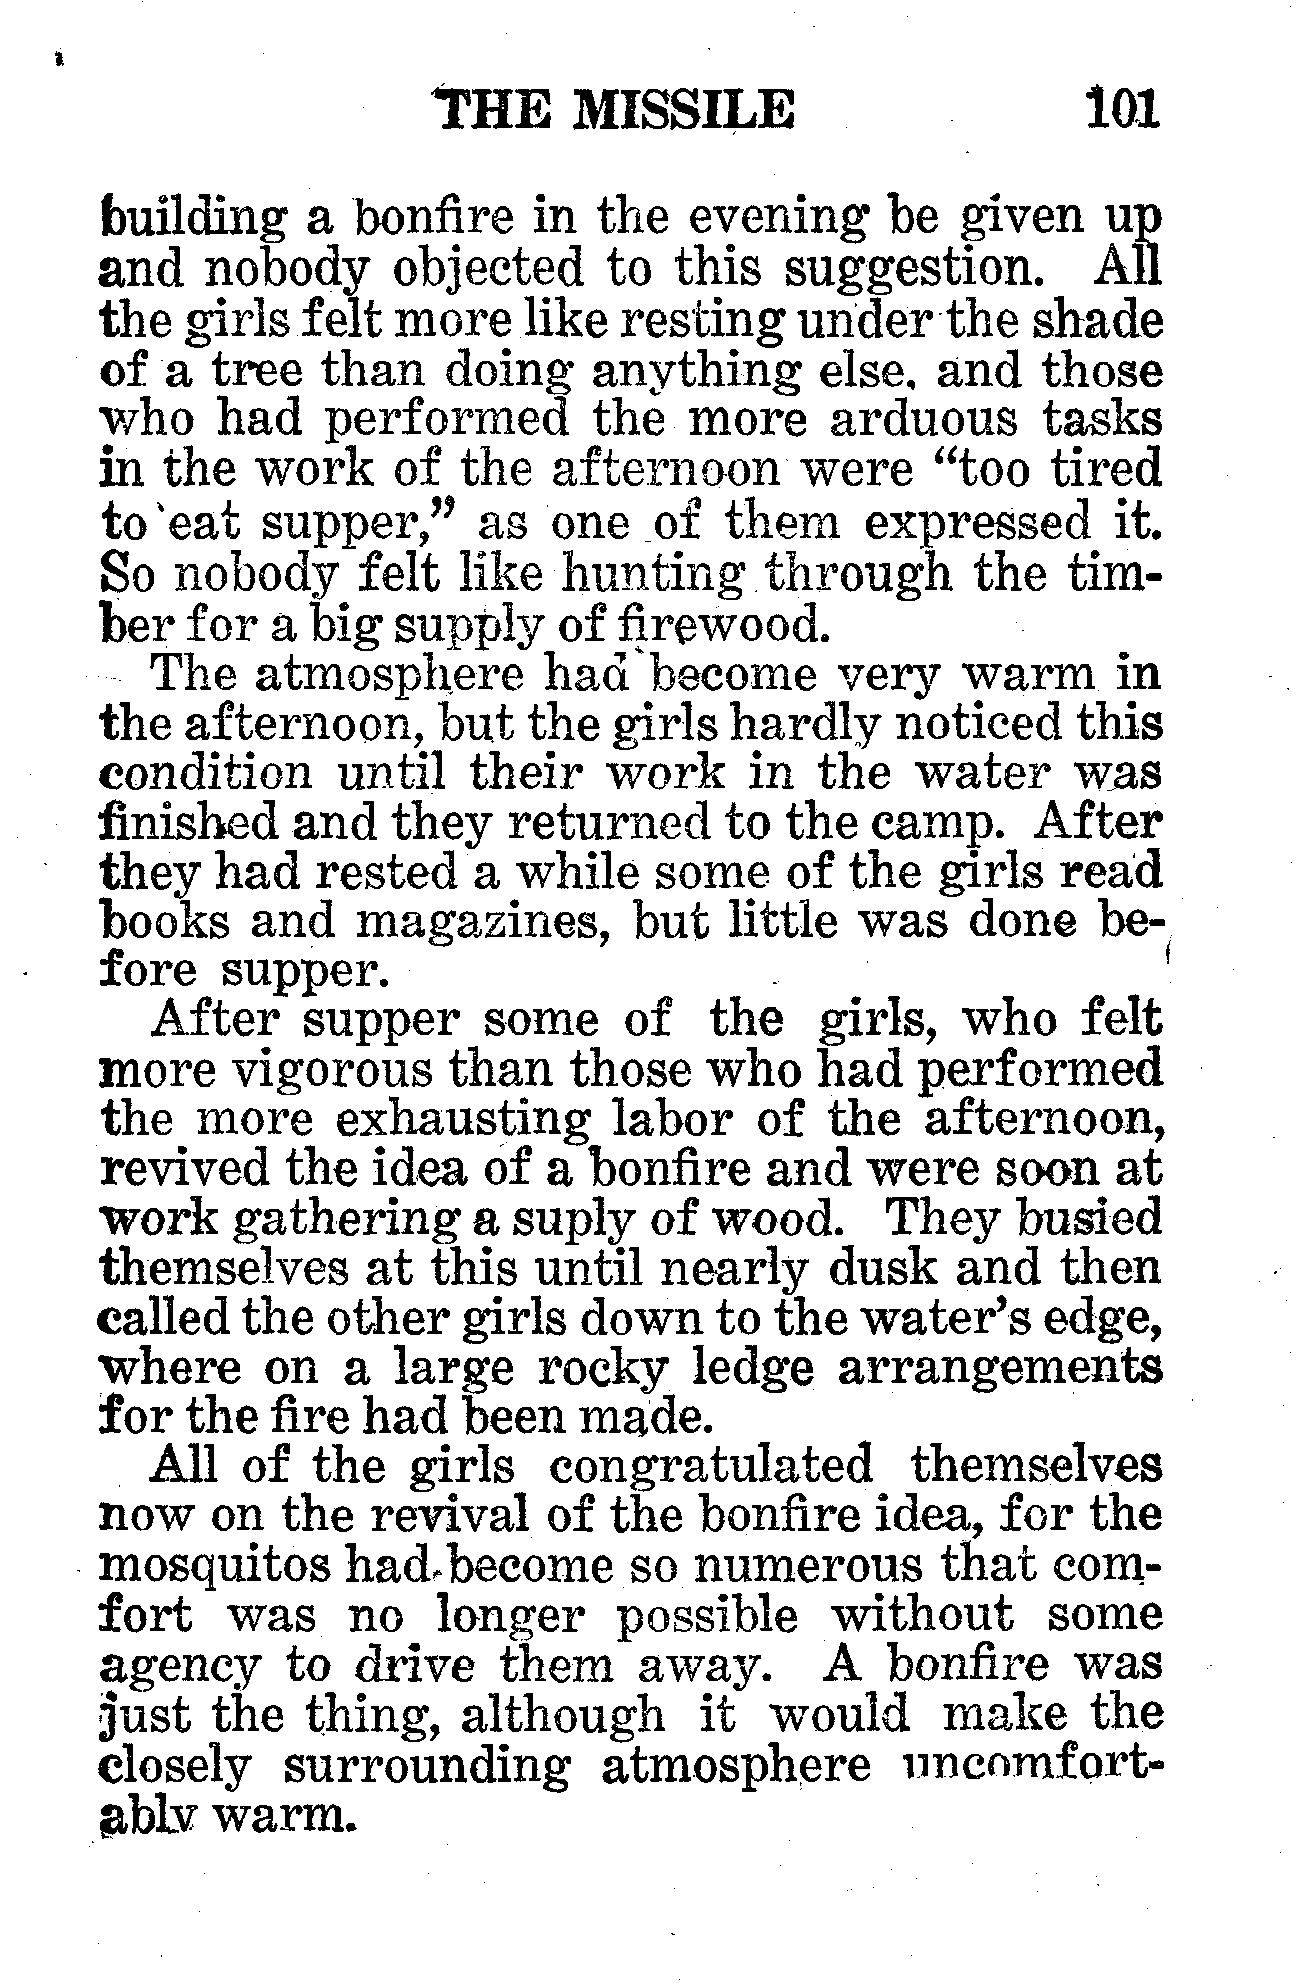 THE MISSILE 101
building a bonfire in the evening be given up
and nobody objected to this suggestion. All
the girls felt more like resting under the shade
of a tree than doing anything else, and those
who had performed the more arduous tasks
in the work of the afternoon were “too tired
to eat supper,” as one of them expressed it.
So nobody felt like hunting through the tim-
ber for a big supply of firewood.
The atmosphere had become very warm in
the afternoon, but the girls hardly noticed this
condition until their work in the water was
finished and they returned to the camp. After
they had rested a while some of the girls read
books and magazines, but little was done be-
fore supper.
After supper some of the girls, who felt
more vigorous than those who had performed
the more exhausting labor of the afternoon,
revived the idea of a bonfire and were soon at
work gathering a suply of wood. They busied
themselves at this until nearly dusk and then
called the other girls down to the water’s edge,
where on a large rocky ledge arrangements
for the fire had been made.
All of the girls congratulated themselves
now on the revival of the bonfire idea, for the
mosquitos had become so numerous that com-
fort was no longer possible without some
agency to drive them away. A bonfire was
just the thing, although it would make the
closely surrounding atmosphere uncomfort-
ably warm.